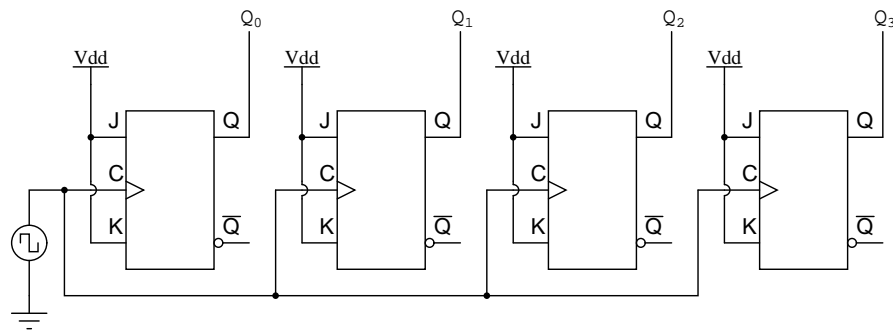 Q0 Q1 Q2 Q3
Vdd Vdd Vdd Vdd
J Q J Q J Q J Q
C C C C
K Q̅ K Q̅ K Q̅ K Q̅